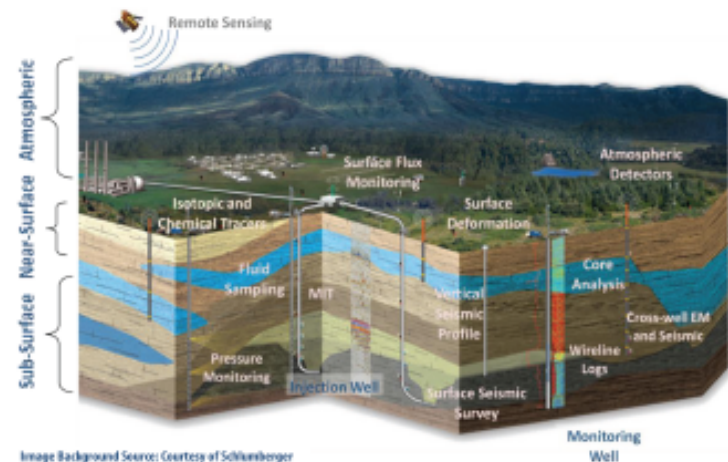 Remote Sensing
Atmospheric
Near-Surface
Sub-Surface
Surface Flux
Monitoring
Atmospheric
Detectors
Isotopic and
Chemical Tracers
Surface
Deformation
Fluid
Sampling
MIT
Vertical
Seismic
Profile
Core
Analysis
Cross-well EM
and Seismic
Pressure
Monitoring
Injection Well
Wireline
Logs
Surface Seismic
Survey
Monitoring
Well
Image Background Source: Courtesy of Schlumberger